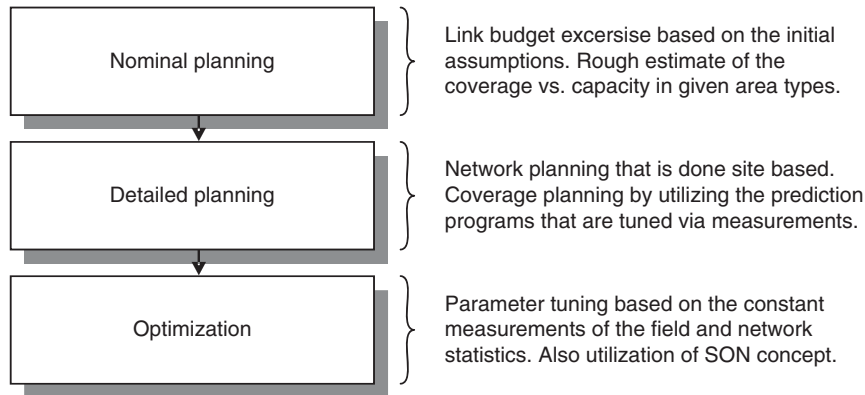 Nominal planning
Link budget excersise based on the initial
assumptions. Rough estimate of the
coverage vs. capacity in given area types.
Detailed planning
Network planning that is done site based.
Coverage planning by utilizing the prediction
programs that are tuned via measurements.
Optimization
Parameter tuning based on the constant
measurements of the field and network
statistics. Also utilization of SON concept.